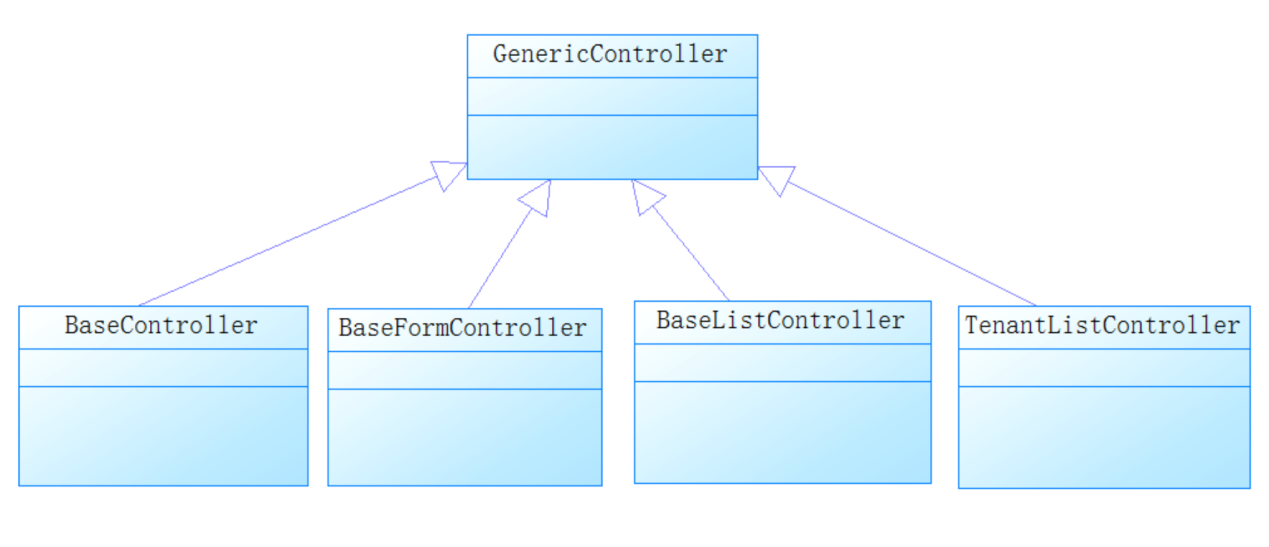 GenericController
BaseController
BaseFormController
BaseListController
TenantListController